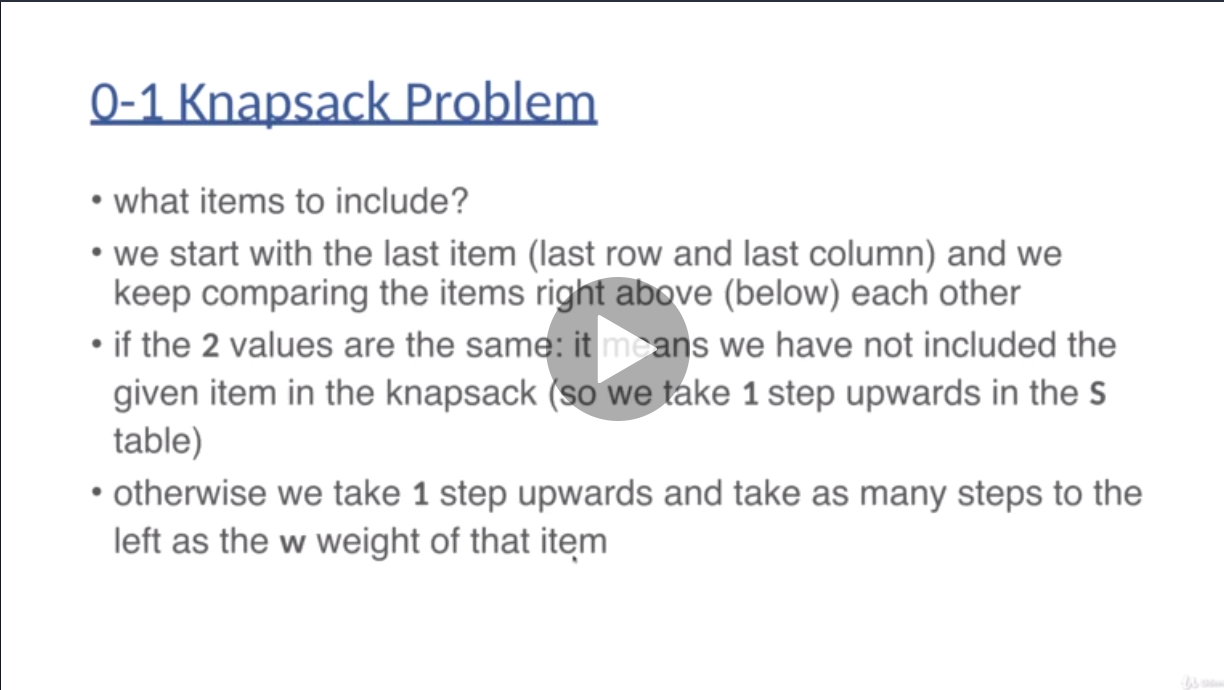 0-1 Knapsack Problem
• what items to include?
• we start with the last item (last row and last column) and we
keep comparing the items right above (below) each other
• if the 2 values are the same: it means we have not included the
given item in the knapsack (so we take 1 step upwards in the S
table)
• otherwise we take 1 step upwards and take as many steps to the
left as the w weight of that item